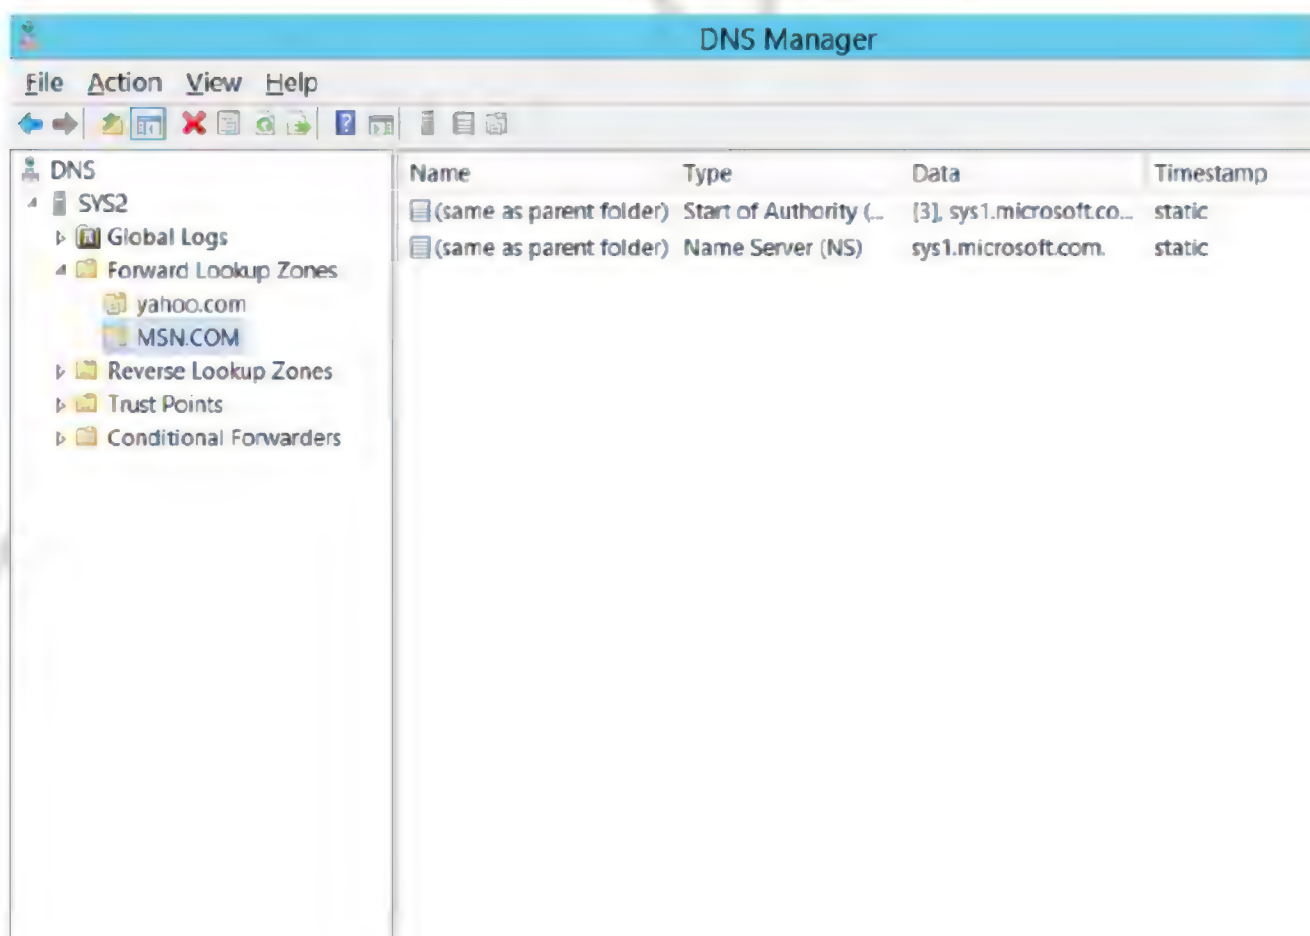 DNS Manager
File Action View Help
DNS
SYS2
Global Logs
Forward Lookup Zones
yahoo.com
MSN.COM
Reverse Lookup Zones
Trust Points
Conditional Forwarders
Name Type Data Timestamp
(same as parent folder) Start of Authority (... [3], sys1.microsoft.co... static
(same as parent folder) Name Server (NS) sys1.microsoft.com. static